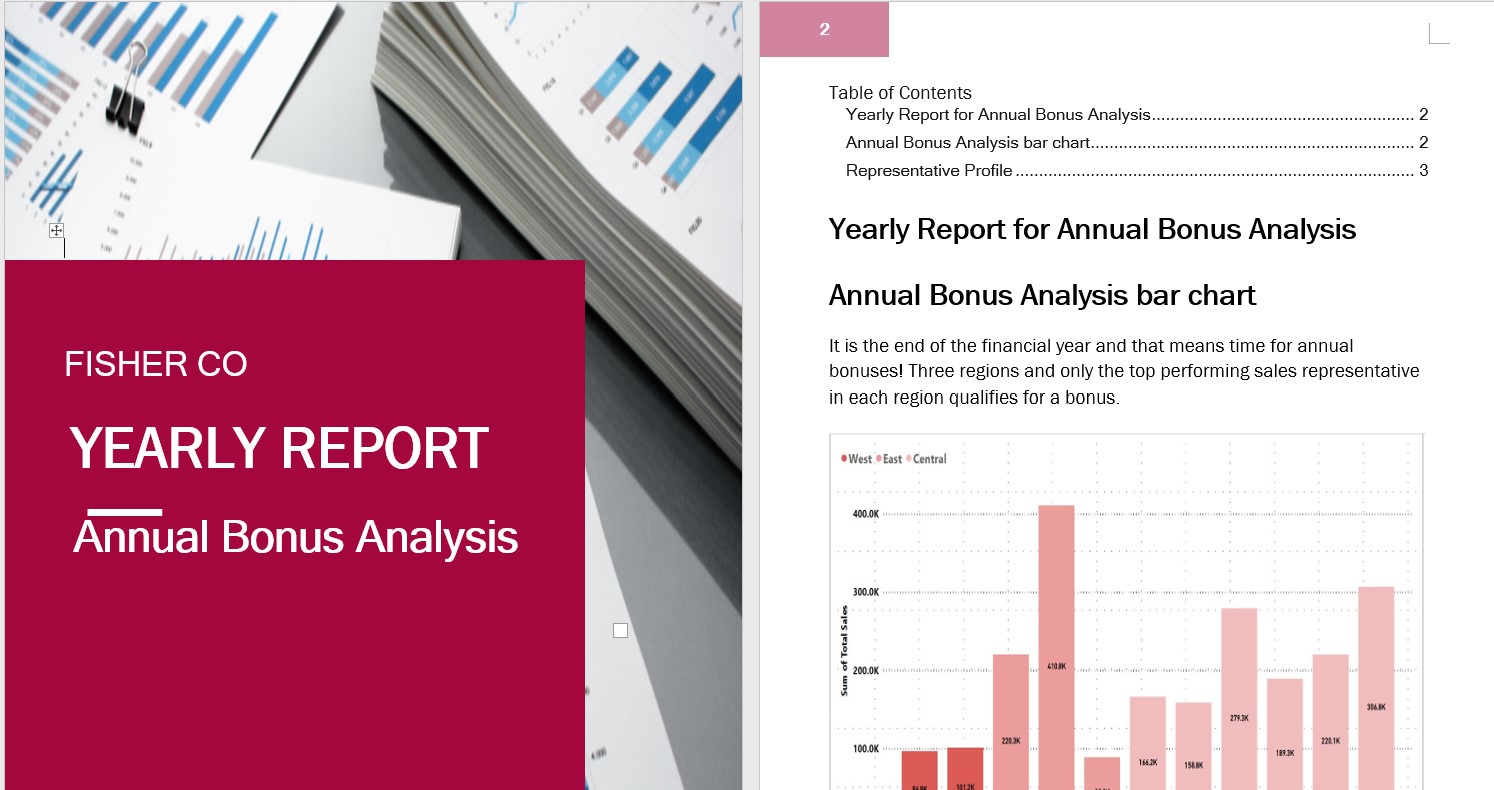 FISHER CO
YEARLY REPORT
Annual Bonus Analysis
2
Table of Contents
Yearly Report for Annual Bonus Analysis.......................................................... 2
Annual Bonus Analysis bar chart...................................................................... 2
Representative Profile ...................................................................................... 3
Yearly Report for Annual Bonus Analysis
Annual Bonus Analysis bar chart
It is the end of the financial year and that means time for annual
bonuses! Three regions and only the top performing sales representative
in each region qualifies for a bonus.
West East Central
400.0K
300.0K
200.0K
100.0K
Sum of Total Sales
101.2K
220.3K
410.8K
166.2K
158.8K
279.3K
189.3K
220.1K
306.8K